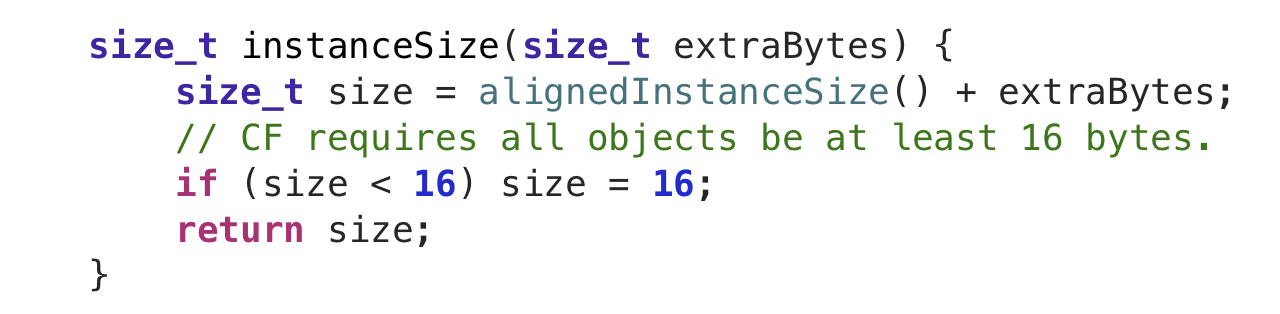 size_t instanceSize(size_t extraBytes) {
    size_t size = alignedInstanceSize() + extraBytes;
    // CF requires all objects be at least 16 bytes.
    if (size < 16) size = 16;
    return size;
}